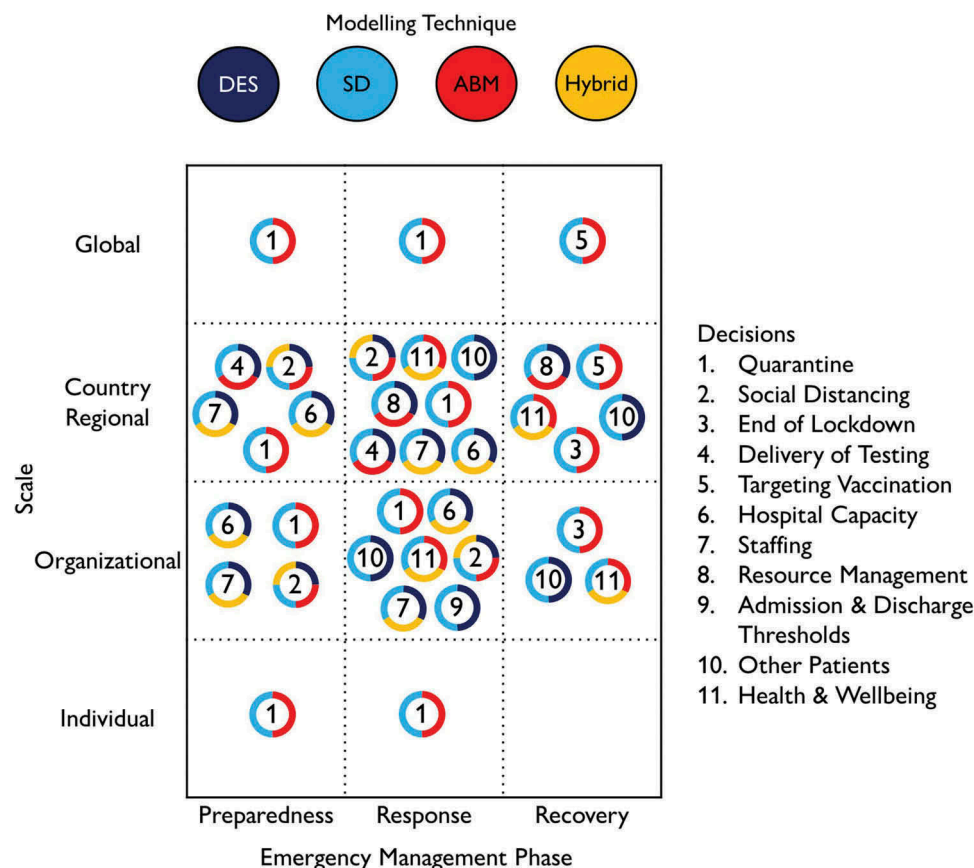 Modelling Technique
DES SD ABM Hybrid
Global
1 1 5
Country
Regional
4 2
7 6
1
2 11 10
8 1
4 7 6
8 5
11 10
3
Organizational
6 1
7 2
1 6
10 11 2
7 9
3
10 11
Individual
1 1
Scale
Preparedness Response Recovery
Emergency Management Phase
Decisions
1. Quarantine
2. Social Distancing
3. End of Lockdown
4. Delivery of Testing
5. Targeting Vaccination
6. Hospital Capacity
7. Staffing
8. Resource Management
9. Admission & Discharge
Thresholds
10. Other Patients
11. Health & Wellbeing